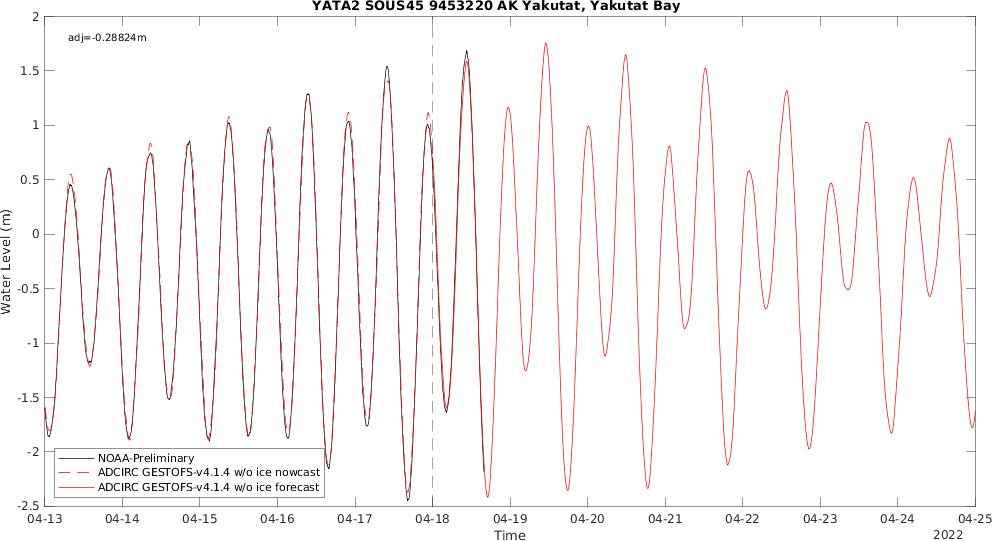 YATA2 SOUS45 9453220 AK Yakutat, Yakutat Bay
adj=-0.28824m
2
1.5
1
0.5
0
-0.5
-1
-1.5
-2
-2.5
Water Level (m)
NOAA-Preliminary
ADCIRC GESTOFS-v4.1.4 w/o ice nowcast
ADCIRC GESTOFS-v4.1.4 w/o ice forecast
04-13 04-14 04-15 04-16 04-17 04-18 04-19 04-20 04-21 04-22 04-23 04-24 04-25
Time
2022